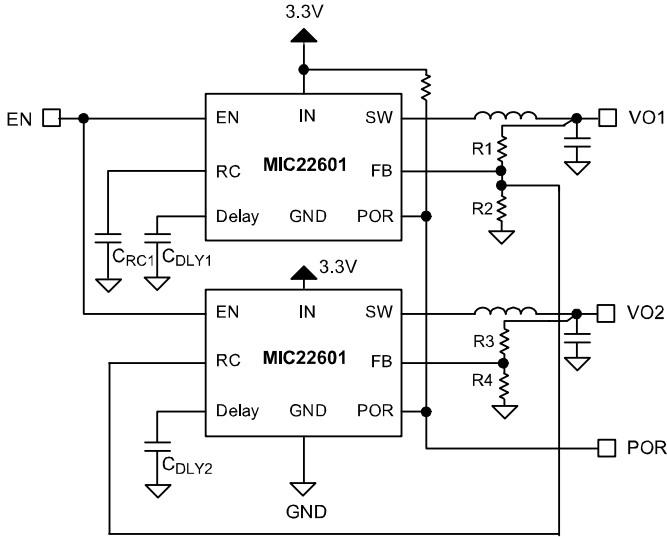 3.3V
EN
EN
IN
SW
VO1
RC
MIC22601
FB
R1
Delay
GND
POR
R2
CRC1
CDLY1
3.3V
EN
IN
SW
VO2
RC
MIC22601
FB
R3
R4
Delay
GND
POR
CDLY2
POR
GND